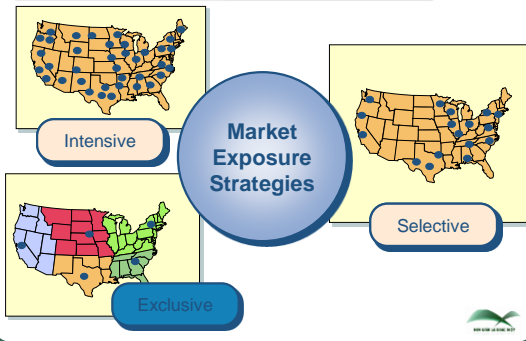 Intensive
Market
Exposure
Strategies
Selective
Exclusive